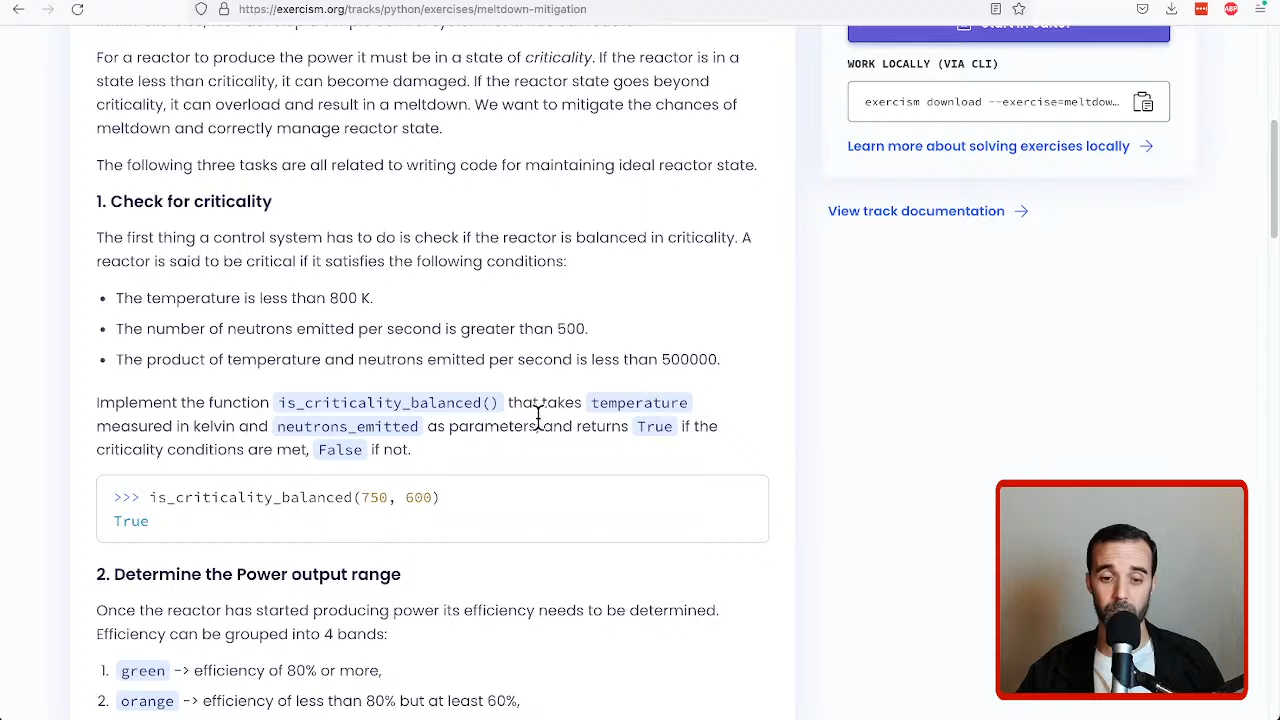 https://exercism.org/tracks/python/exercises/meltdown-mitigation
ABP
For a reactor to produce the power it must be in a state of criticality. If the reactor is in a
state less than criticality, it can become damaged. If the reactor state goes beyond
criticality, it can overload and result in a meltdown. We want to mitigate the chances of
meltdown and correctly manage reactor state.
The following three tasks are all related to writing code for maintaining ideal reactor state.
1. Check for criticality
The first thing a control system has to do is check if the reactor is balanced in criticality. A
reactor is said to be critical if it satisfies the following conditions:
• The temperature is less than 800 K.
• The number of neutrons emitted per second is greater than 500.
• The product of temperature and neutrons emitted per second is less than 500000.
Implement the function is_criticality_balanced() that takes temperature
measured in kelvin and neutrons_emitted as parameters and returns True if the
criticality conditions are met, False if not.
>>> is_criticality_balanced(750, 600)
True
2. Determine the Power output range
Once the reactor has started producing power its efficiency needs to be determined.
Efficiency can be grouped into 4 bands:
1. green -> efficiency of 80% or more,
2. orange -> efficiency of less than 80% but at least 60%,
WORK LOCALLY (VIA CLI)
exercism download --exercise=meltdow…
Learn more about solving exercises locally
View track documentation